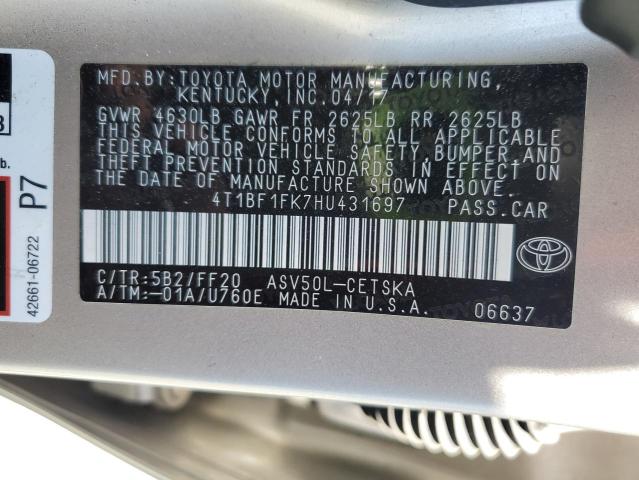 MFD. BY: TOYOTA MOTOR MANUFACTURING,
KENTUCKY, INC. 04/17
GVWR 4630LB GAWR FR 2625LB RR 2625LB
THIS VEHICLE CONFORMS TO ALL APPLICABLE
FEDERAL MOTOR VEHICLE SAFETY, BUMPER, AND
THEFT PREVENTION STANDARDS IN EFFECT ON
THE DATE OF MANUFACTURE SHOWN ABOVE.
4T1BF1FK7HU431697 PASS. CAR
C/TR: 5B2/FF20 ASV50L-CETSKA
A/TM: -01A/U760E MADE IN U.S.A.
06637
P7
42661-06722